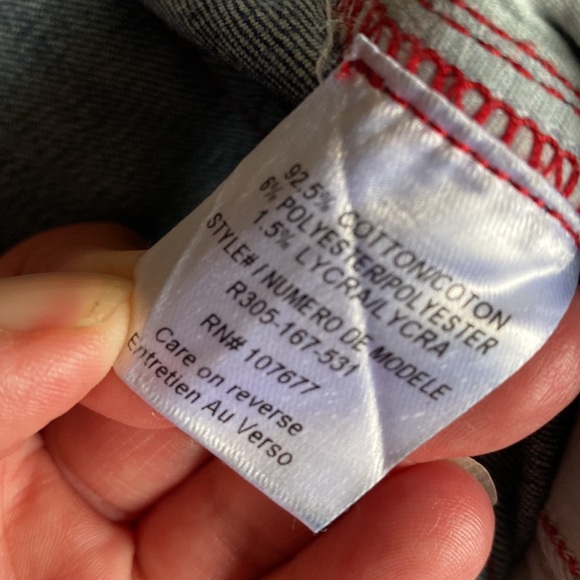 92.5% COTTON/COTON
6% POLYESTER/POLYESTER
1.5% LYCRA/LYCRA
STYLE# / NUMERO DE MODELE
R305-167-531
RN# 107677
Care on reverse
Entretien Au Verso